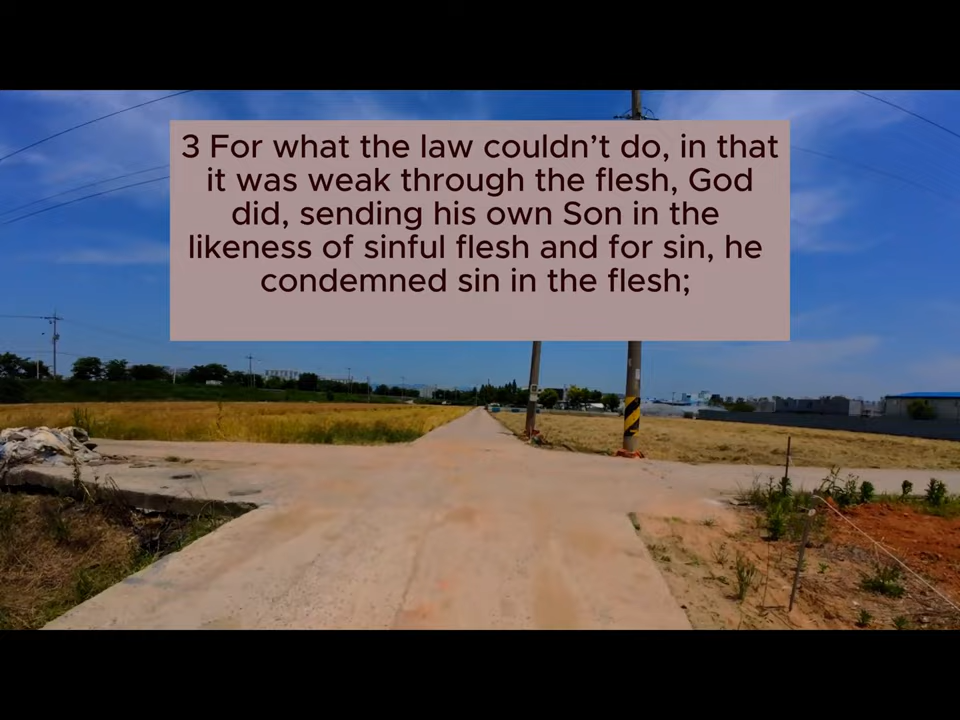 3 For what the law couldn’t do, in that
it was weak through the flesh, God
did, sending his own Son in the
likeness of sinful flesh and for sin, he
condemned sin in the flesh;